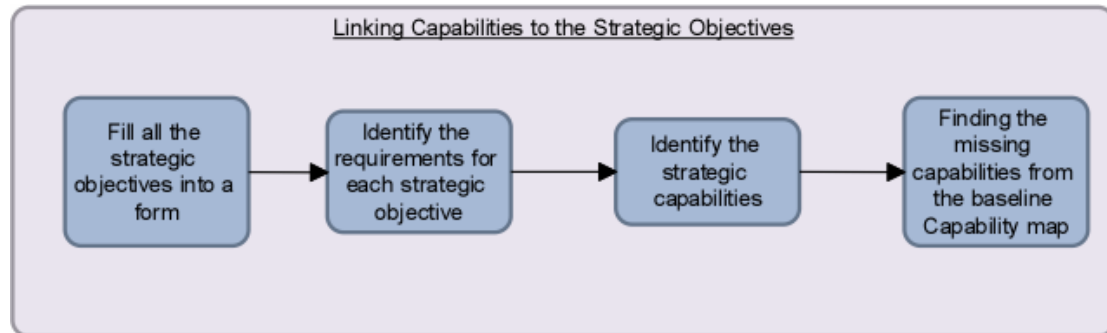 Linking Capabilities to the Strategic Objectives
Fill all the
strategic
objectives into a
form
Identify the
requirements for
each strategic
objective
Identify the
strategic
capabilities
Finding the
missing
capabilities from
the baseline
Capability map